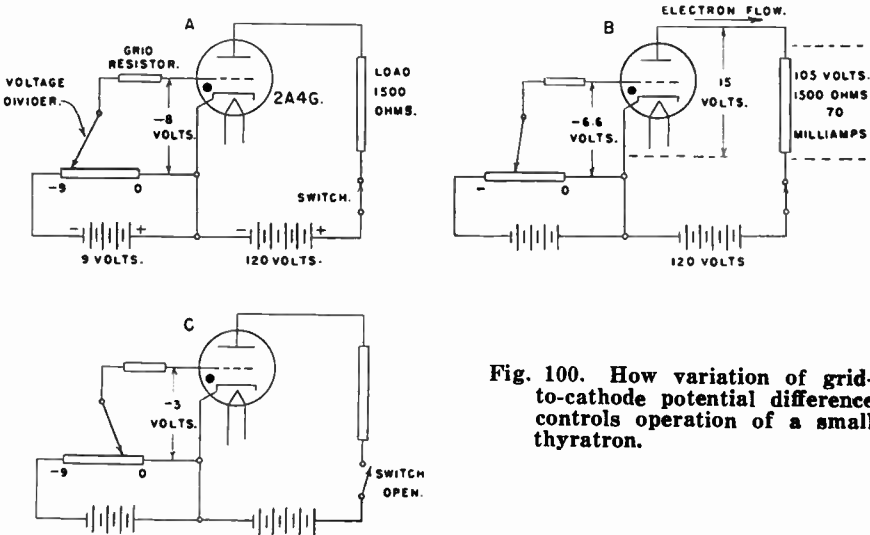 A
GRID
RESISTOR.
VOLTAGE
DIVIDER.
-8
VOLTS.
2A4G.
LOAD
1500
OHMS.
-9
0
SWITCH.
- +
- +
9 VOLTS.
120 VOLTS.
ELECTRON FLOW.
B
15
VOLTS.
105 VOLTS.
1500 OHMS
70
MILLIAMPS
-6.6
VOLTS.
-
0
120 VOLTS
C
-3
VOLTS.
-9
0
SWITCH
OPEN.
Fig. 100. How variation of grid-
to-cathode potential difference
controls operation of a small
thyratron.